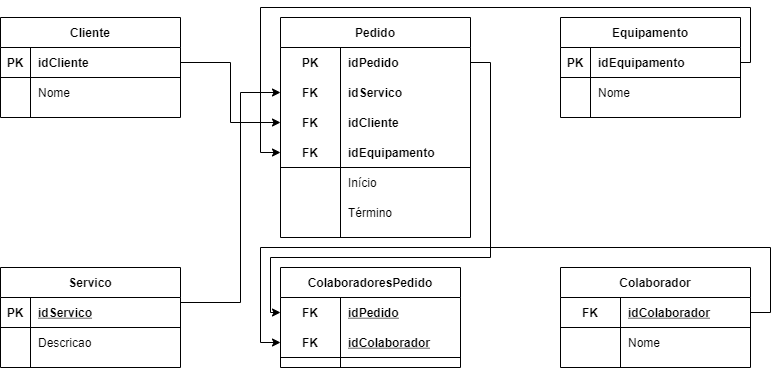 Cliente
PK idCliente
Nome
Pedido
PK idPedido
FK idServico
FK idCliente
FK idEquipamento
Início
Término
Equipamento
PK idEquipamento
Nome
Servico
PK idServico
Descricao
ColaboradoresPedido
FK idPedido
FK idColaborador
Colaborador
FK idColaborador
Nome